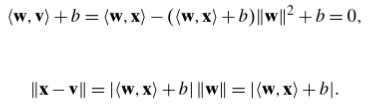 ⟨w, v⟩ + b = ⟨w, x⟩ − (⟨w, x⟩ + b)‖w‖² + b = 0,
‖x − v‖ = |⟨w, x⟩ + b| ‖w‖ = |⟨w, x⟩ + b|.